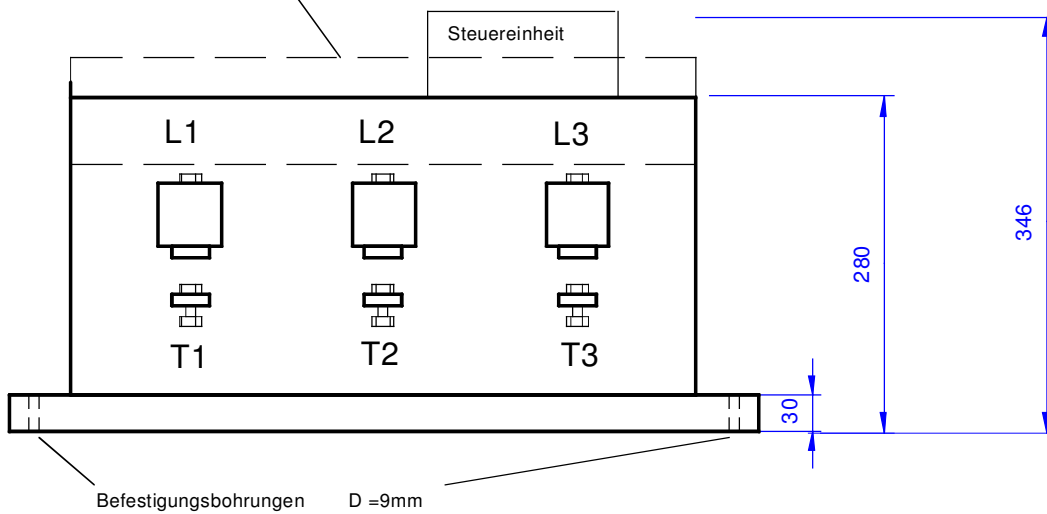 Steuereinheit
L1 L2 L3
346
280
T1 T2 T3
30
Befestigungsbohrungen D =9mm